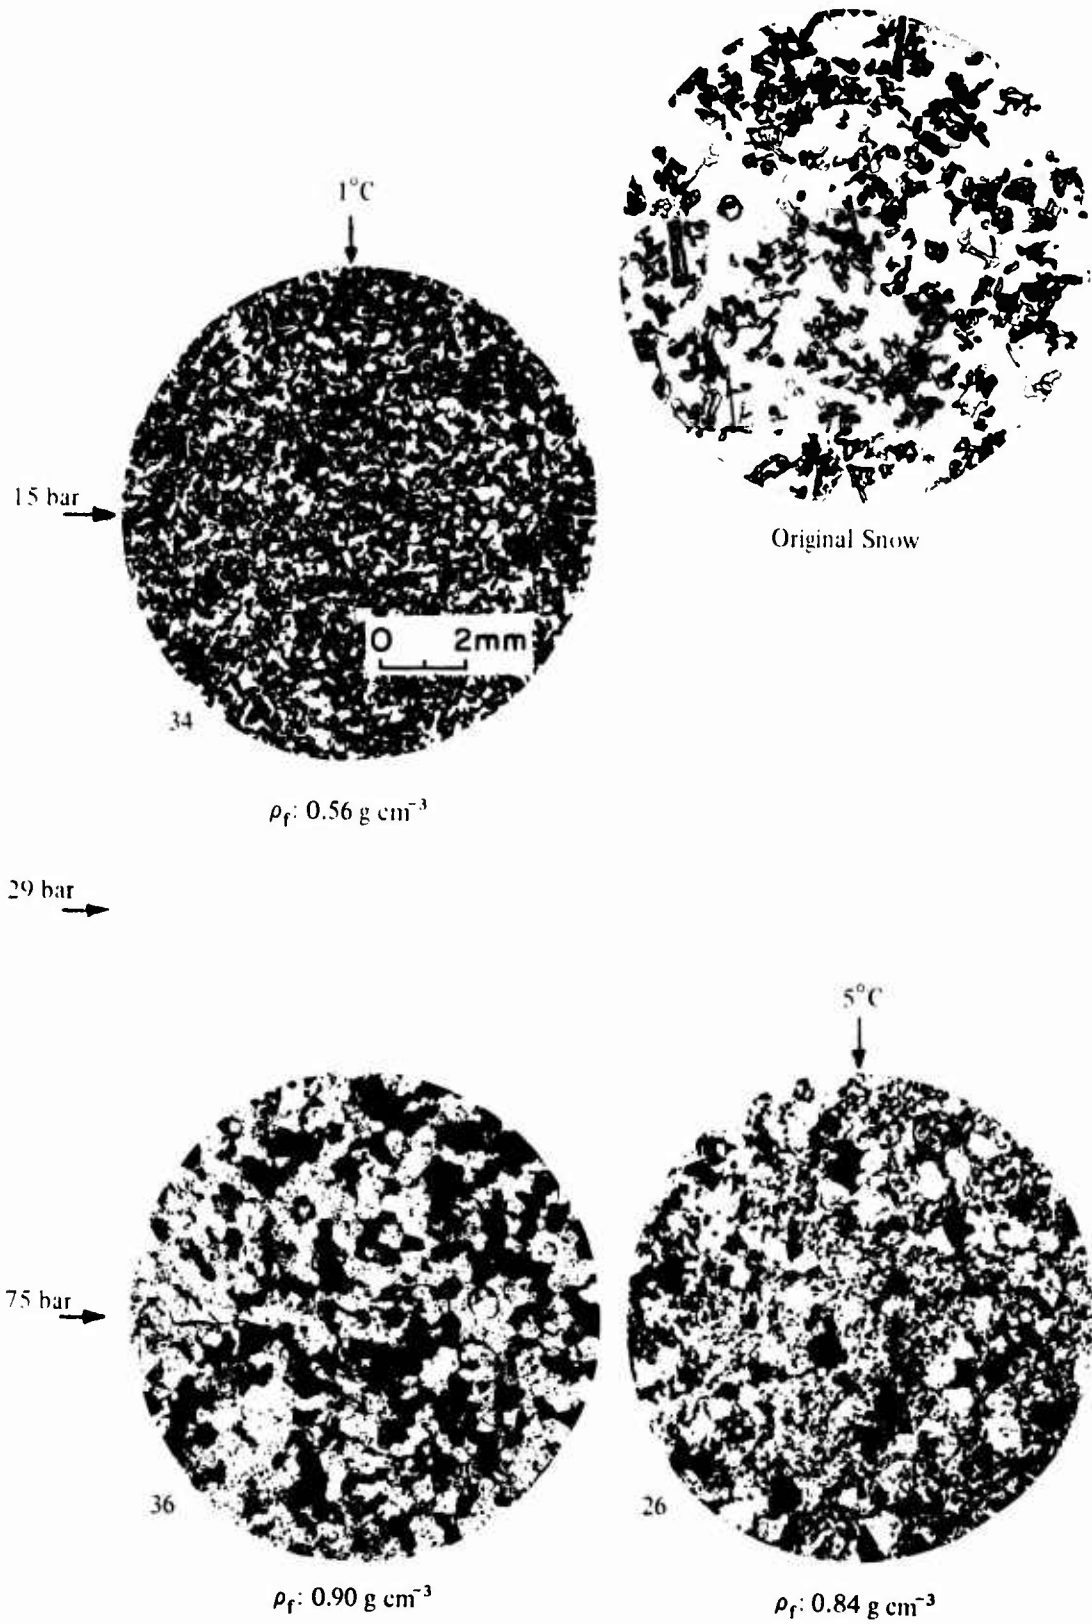 1°C
15 bar
Original Snow
0 2mm
34
ρf: 0.56 g cm⁻³
29 bar
5°C
75 bar
36
26
ρf: 0.90 g cm⁻³
ρf: 0.84 g cm⁻³